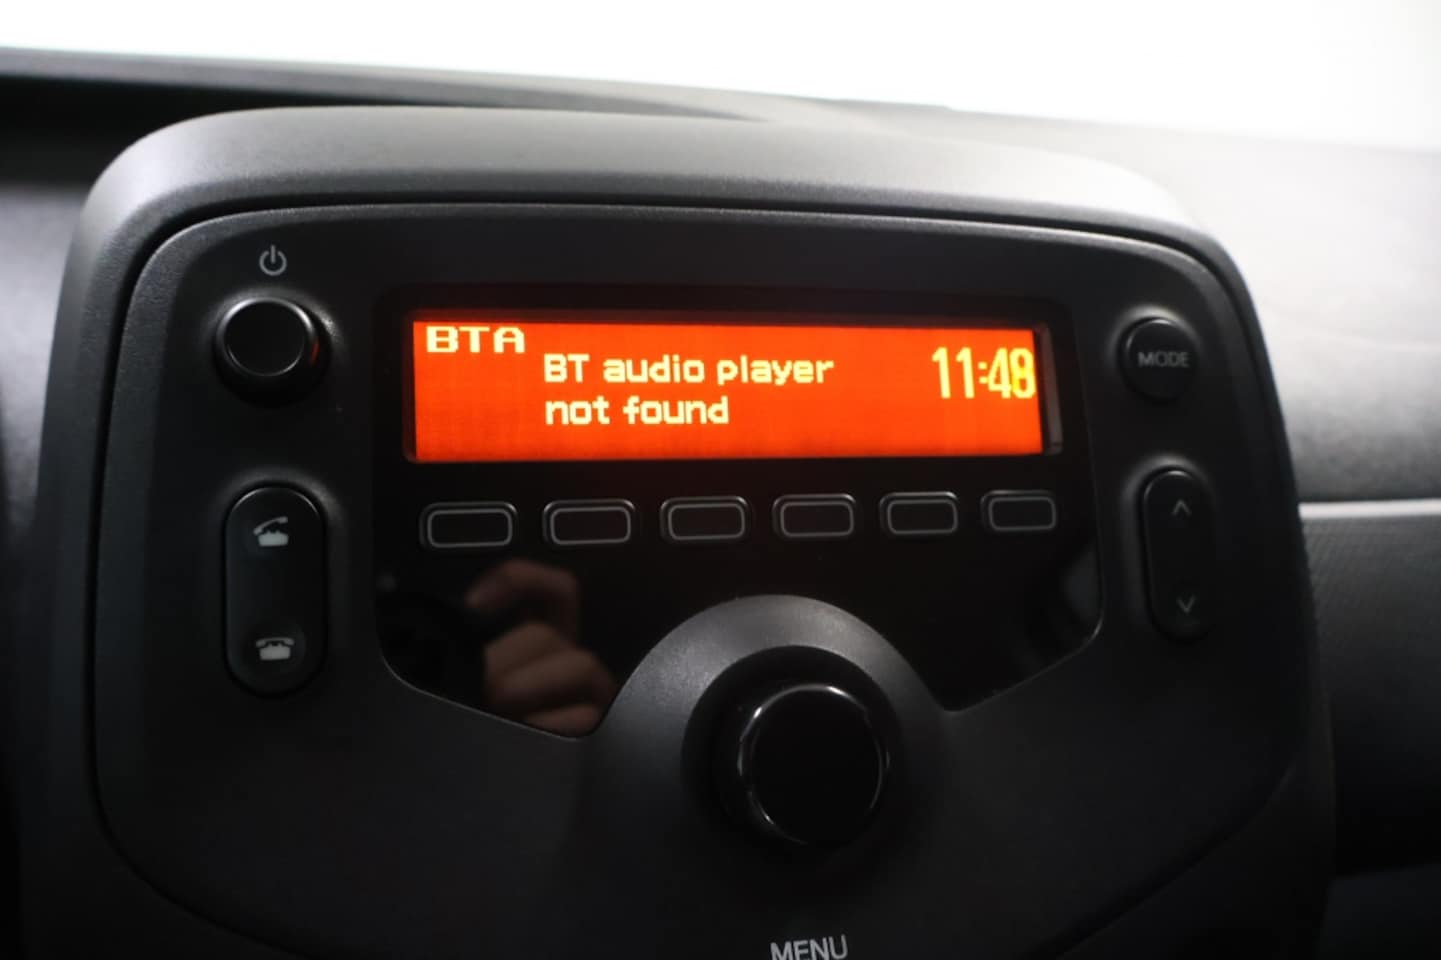 BTA
BT audio player
not found
11:48
MODE
MENU